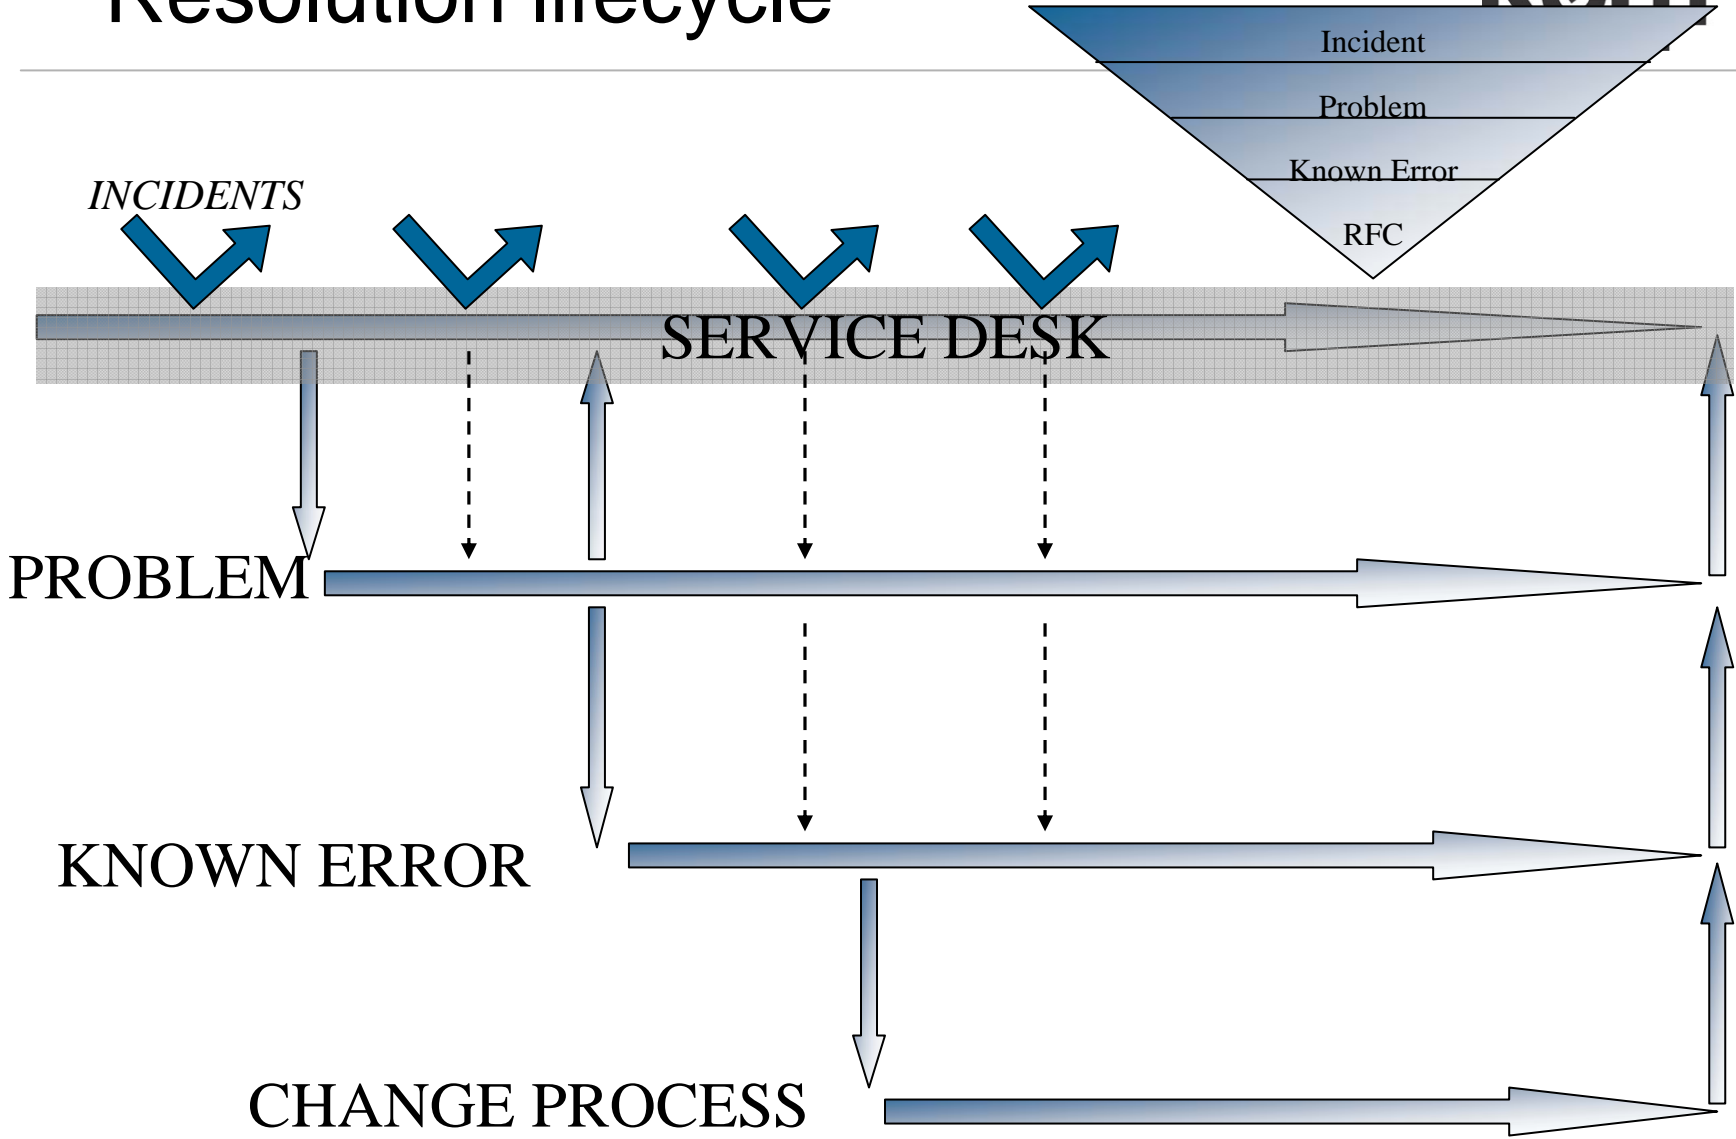 Resolution lifecycle
Incident
Problem
Known Error
RFC
INCIDENTS
SERVICE DESK
PROBLEM
KNOWN ERROR
CHANGE PROCESS